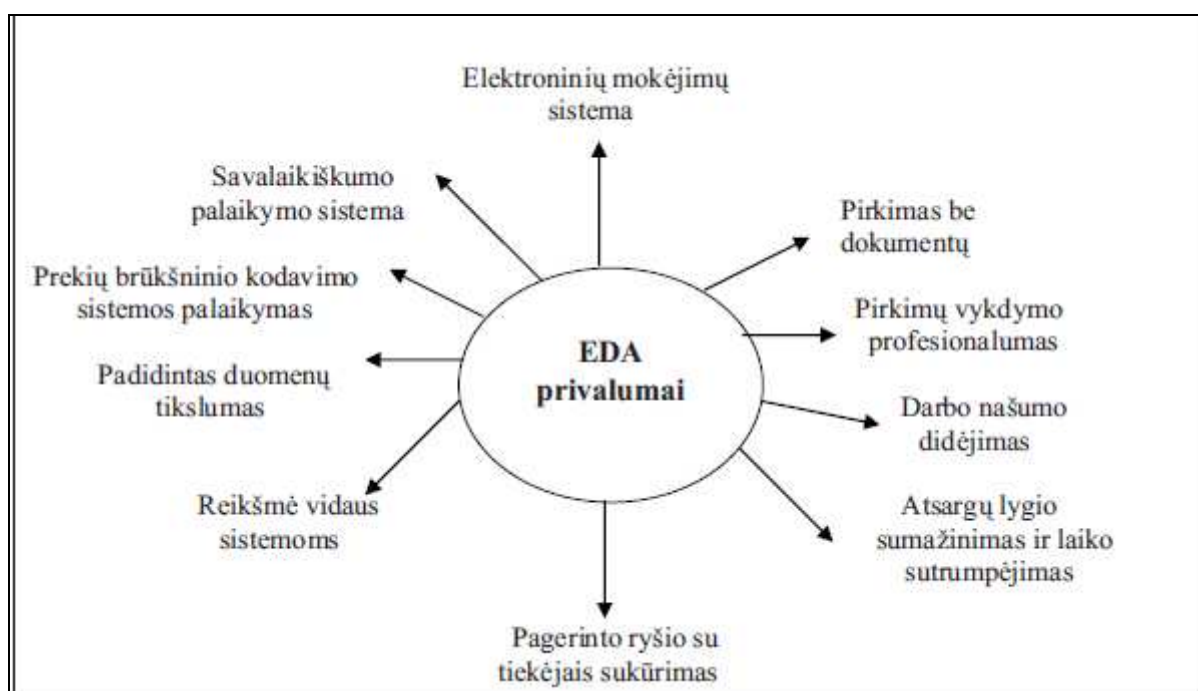 Elektroninių mokėjimų
sistema
Savalaikiškumo
palaikymo sistema
Pirkimas be
dokumentų
Prekių brūkšninio kodavimo
sistemos palaikymas
Pirkimų vykdymo
profesionalumas
EDA
privalumai
Padidintas duomenų
tikslumas
Darbo našumo
didėjimas
Reikšmė vidaus
sistemoms
Atsargų lygio
sumažinimas ir laiko
sutrumpėjimas
Pagerinto ryšio su
tiekėjais sukūrimas